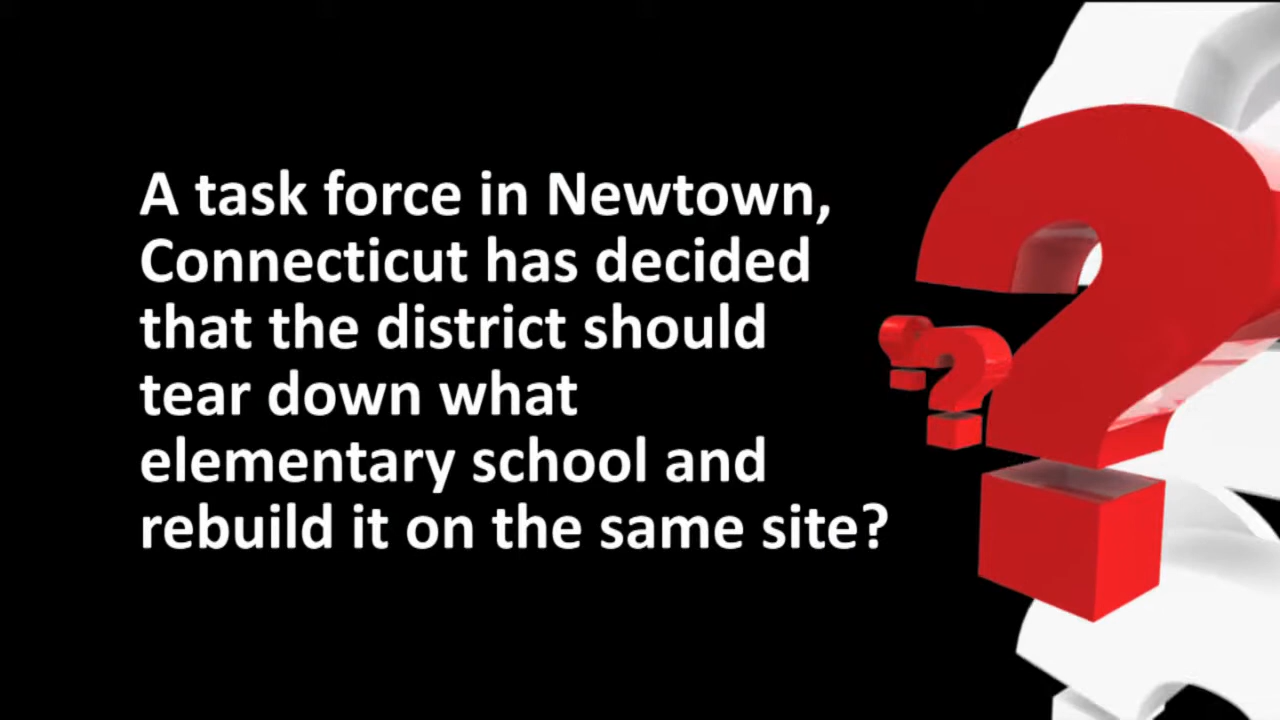 A task force in Newtown,
Connecticut has decided
that the district should
tear down what
elementary school and
rebuild it on the same site?